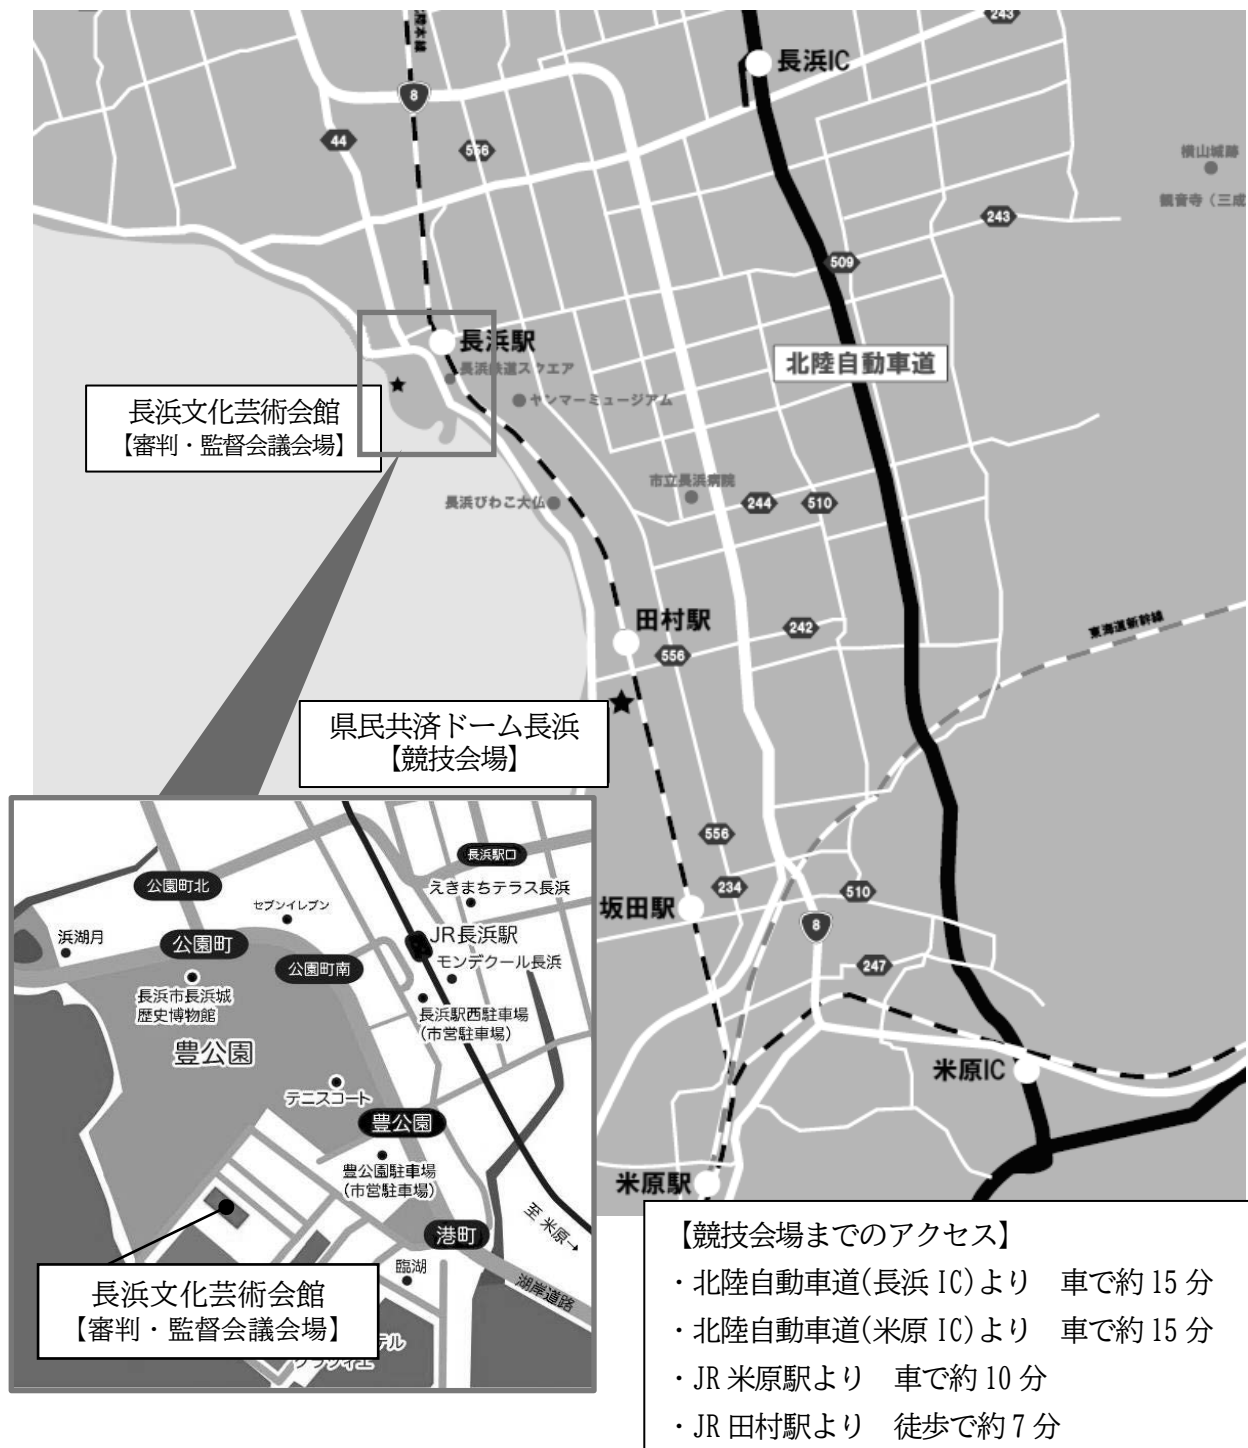 243
長浜IC
北陸本線
8
44
556
横山城跡
観音寺（三成
243
509
長浜駅
長浜鉄道スクエア
北陸自動車道
ヤンマーミュージアム
長浜文化芸術会館
【審判・監督会議会場】
市立長浜病院
長浜びわこ大仏
244
510
田村駅
242
東海道新幹線
556
県民共済ドーム長浜
【競技会場】
556
234
510
坂田駅
8
247
米原IC
米原駅
長浜駅口
公園町北
えきまちテラス長浜
セブンイレブン
浜湖月
公園町
JR長浜駅
公園町南
モンデクール長浜
長浜市長浜城
歴史博物館
長浜駅西駐車場
(市営駐車場)
豊公園
テニスコート
豊公園
豊公園駐車場
(市営駐車場)
至 米原→
港町
臨湖
湖岸道路
長浜文化芸術会館
【審判・監督会議会場】
テル
【競技会場までのアクセス】
・北陸自動車道(長浜 IC)より　車で約 15 分
・北陸自動車道(米原 IC)より　車で約 15 分
・JR 米原駅より　車で約 10 分
・JR 田村駅より　徒歩で約 7 分